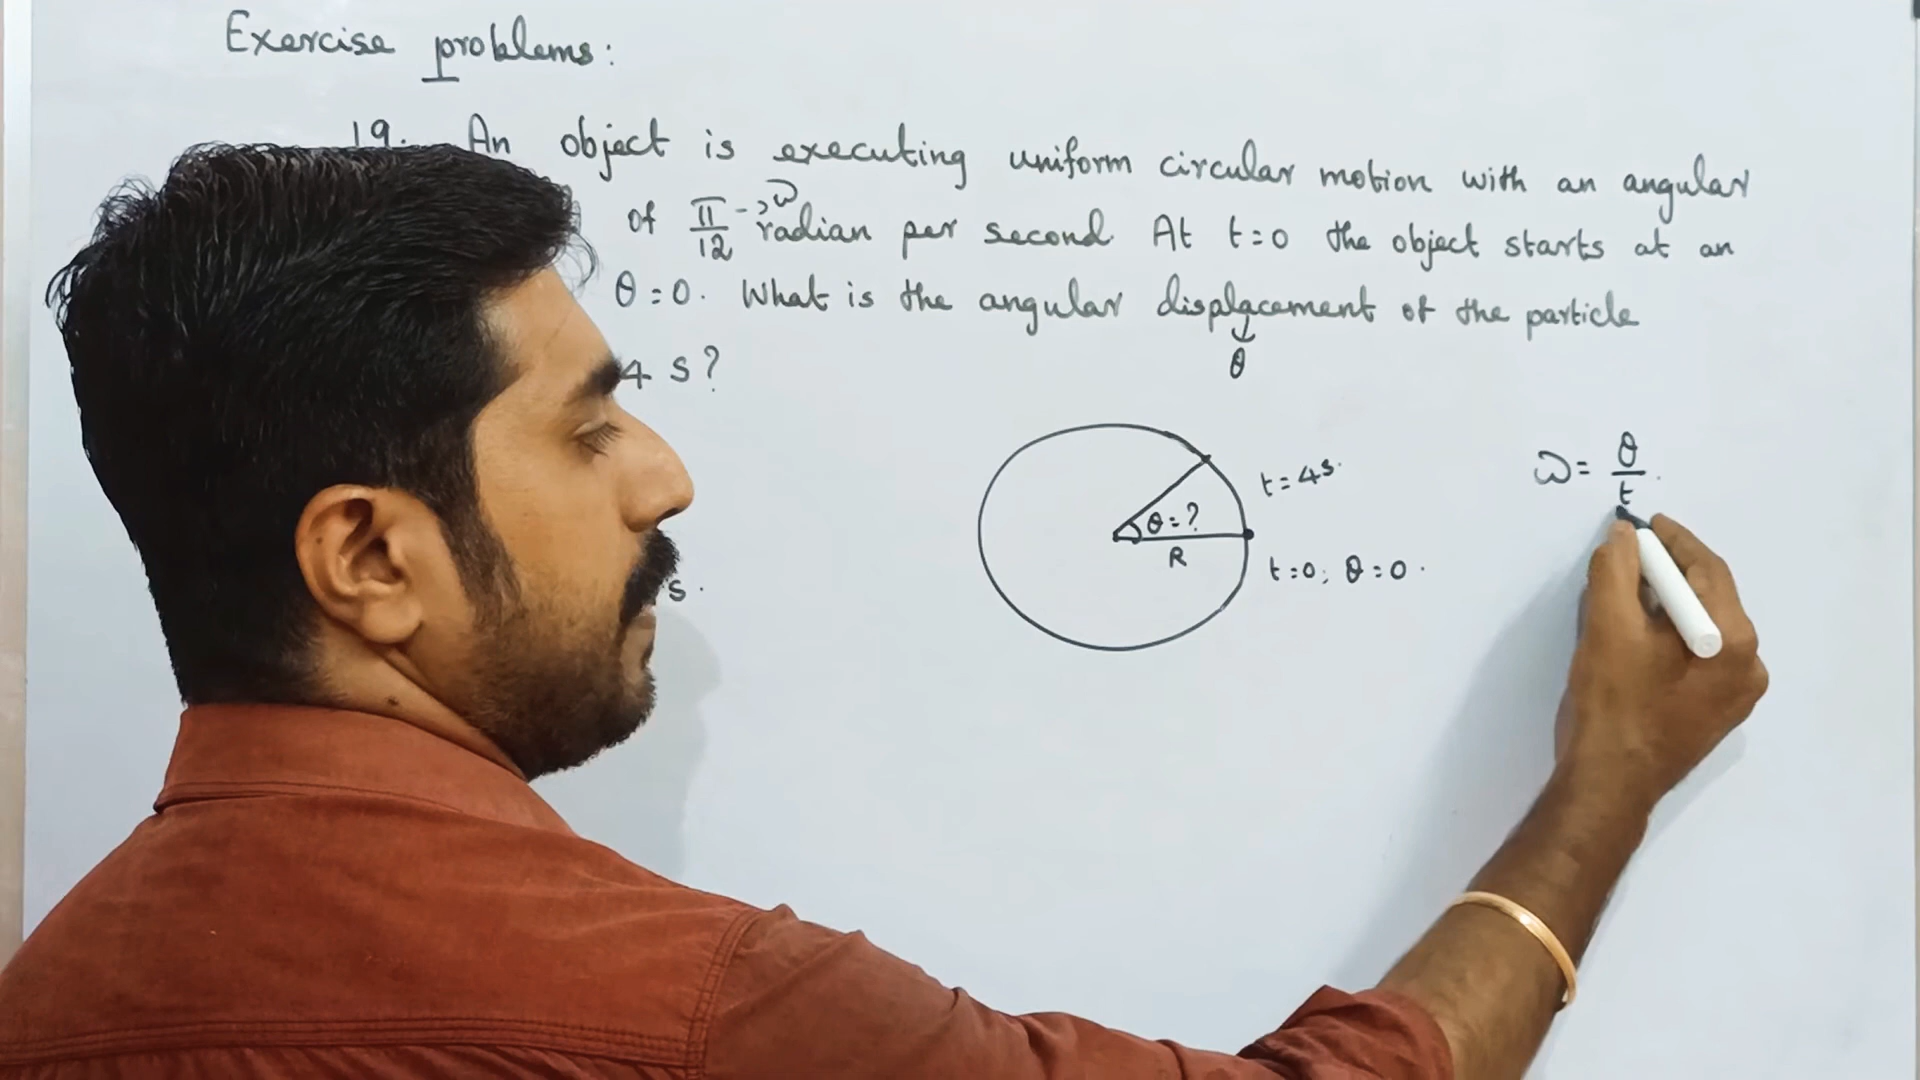 Exercise problems:
19. An object is executing uniform circular motion with an angular
of π/12 → ω radian per second. At t=0 the object starts at an
θ=0. What is the angular displacement of the particle
↓
θ
4 s?
ω = θ/t.
t=4s.
θ=?
R
t=0; θ=0.
s.